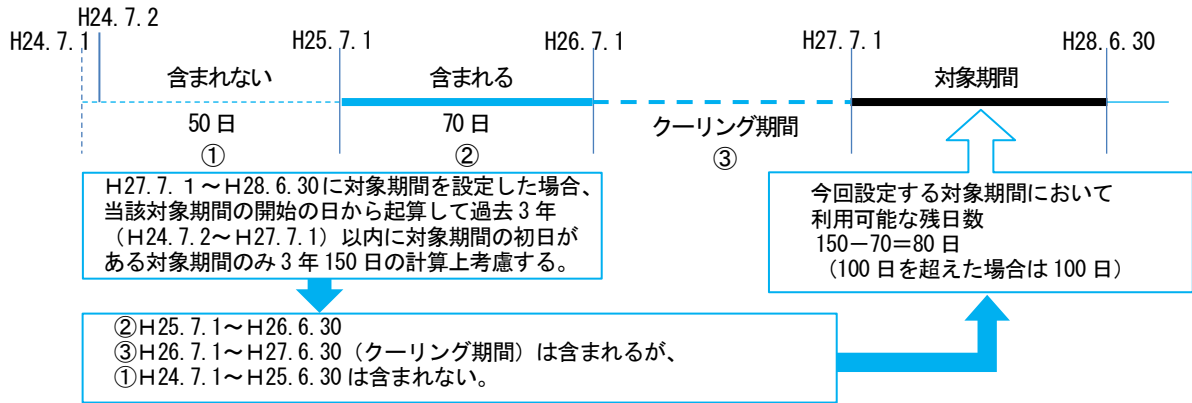 H24.7.2
H24.7.1
H25.7.1
H26.7.1
H27.7.1
H28.6.30
含まれない
含まれる
対象期間
50日
70日
クーリング期間
①
②
③
H27.7.1~H28.6.30に対象期間を設定した場合、
当該対象期間の開始の日から起算して過去3年
(H24.7.2~H27.7.1)以内に対象期間の初日が
ある対象期間のみ3年150日の計算上考慮する。
今回設定する対象期間において
利用可能な残日数
150-70=80日
(100日を超えた場合は100日)
②H25.7.1~H26.6.30
③H26.7.1~H27.6.30(クーリング期間)は含まれるが、
①H24.7.1~H25.6.30は含まれない。